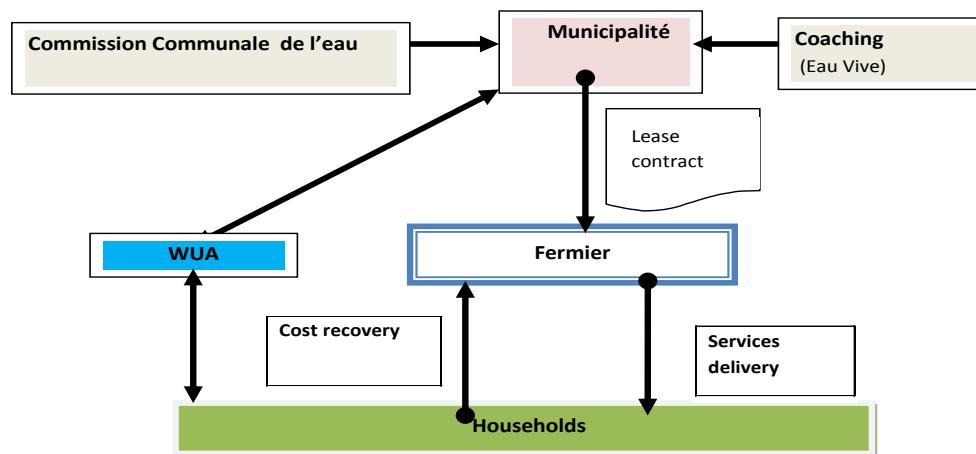 Commission Communale de l’eau
Municipalité
Coaching
(Eau Vive)
Lease
contract
WUA
Fermier
Cost recovery
Services
delivery
Households